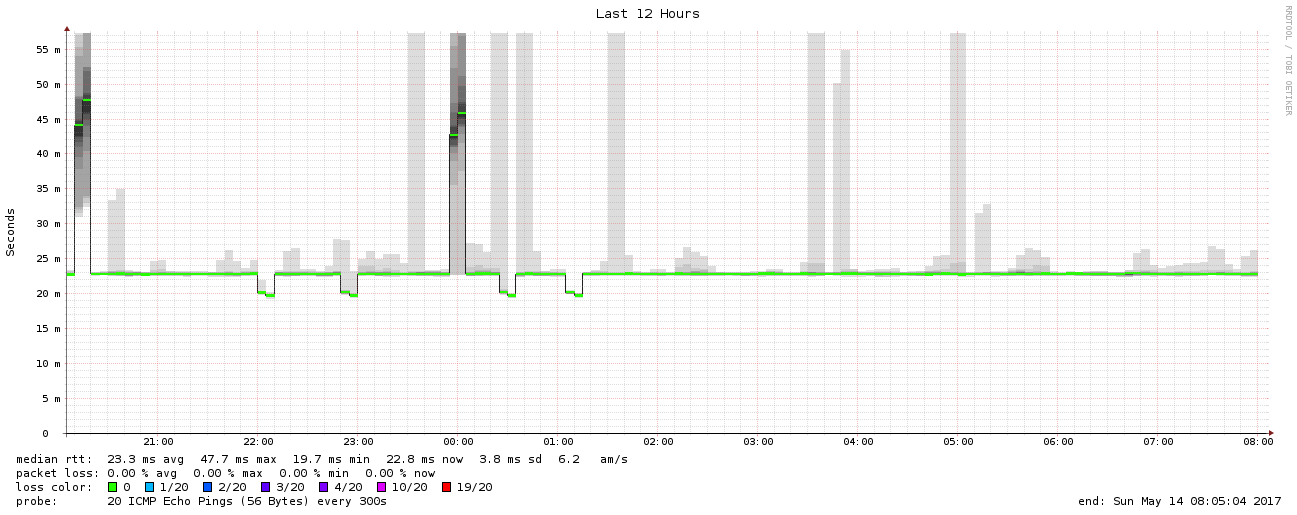 Last 12 Hours
RRDTOOL / TOBI OETIKER
Seconds
55 m
50 m
45 m
40 m
35 m
30 m
25 m
20 m
15 m
10 m
5 m
0
21:00 22:00 23:00 00:00 01:00 02:00 03:00 04:00 05:00 06:00 07:00 08:00
median rtt: 23.3 ms avg 47.7 ms max 19.7 ms min 22.8 ms now 3.8 ms sd 6.2 am/s
packet loss: 0.00 % avg 0.00 % max 0.00 % min 0.00 % now
loss color: 0 1/20 2/20 3/20 4/20 10/20 19/20
probe: 20 ICMP Echo Pings (56 Bytes) every 300s
end: Sun May 14 08:05:04 2017